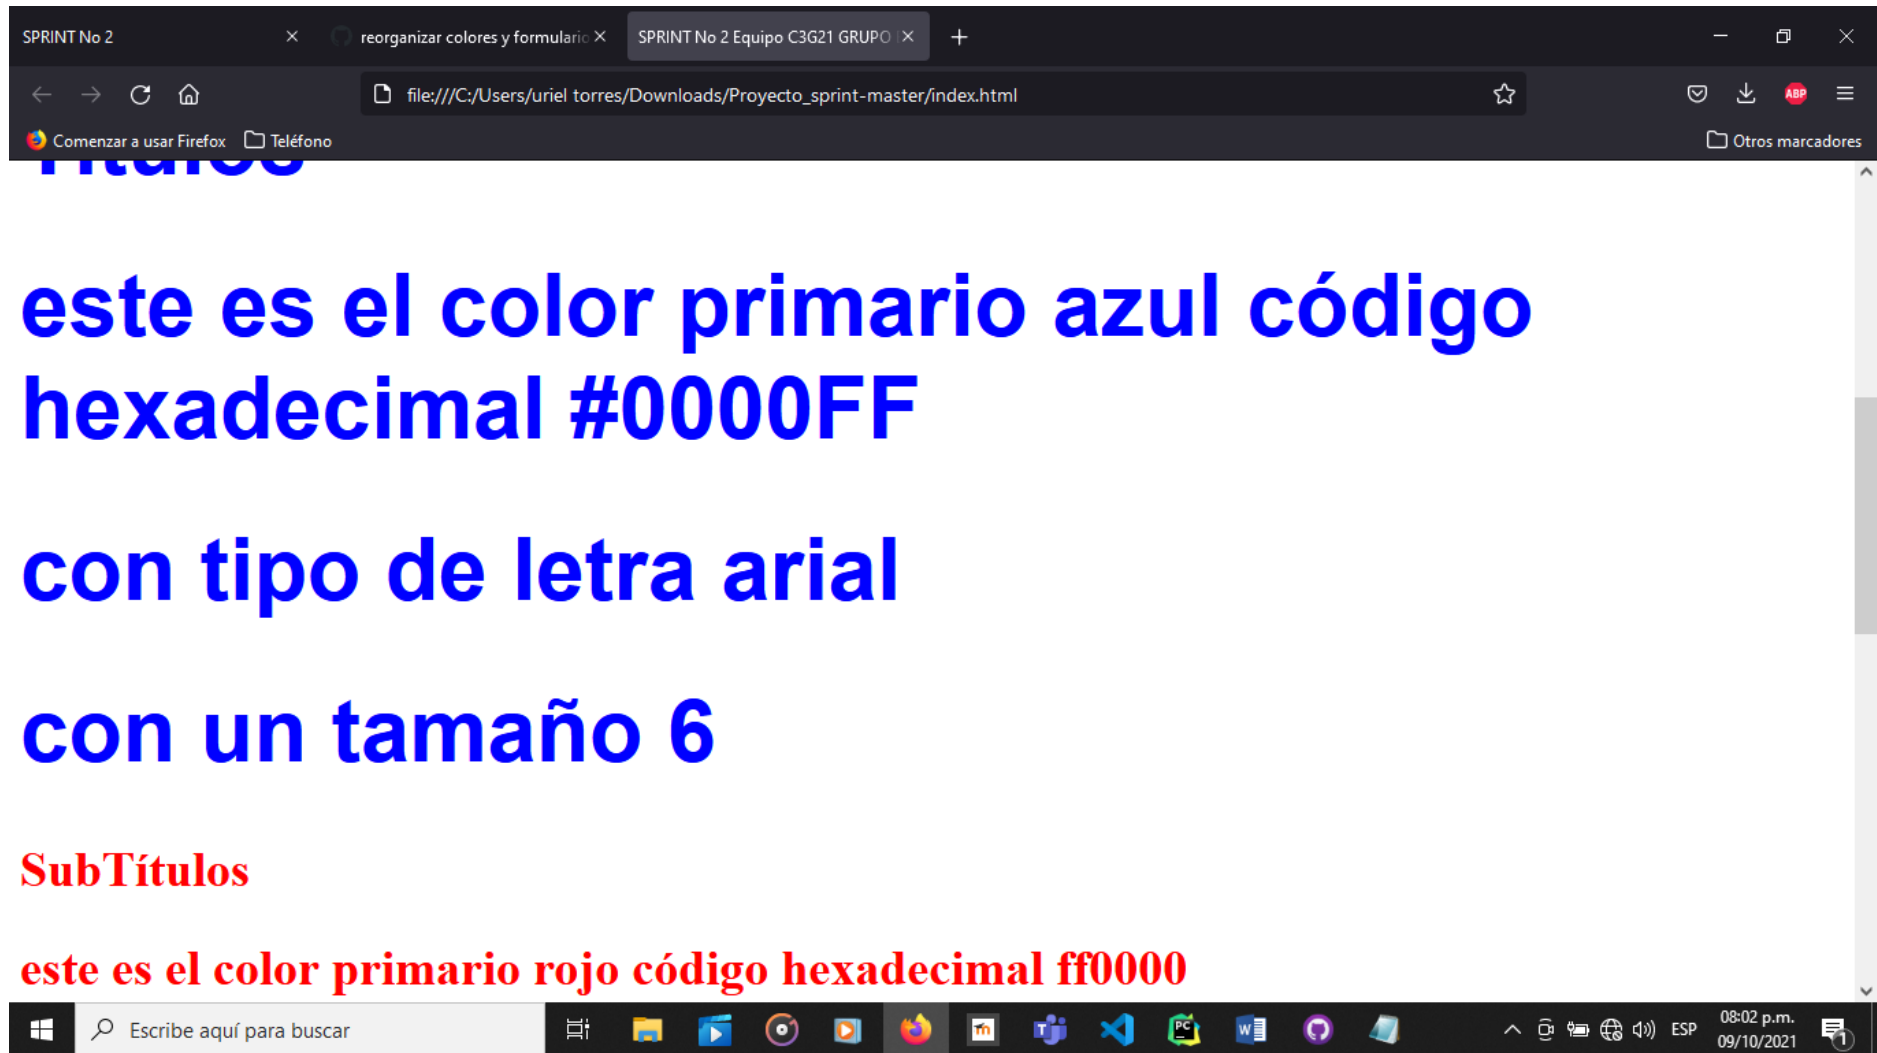 SPRINT No 2
reorganizar colores y formulario
SPRINT No 2 Equipo C3G21 GRUPO
file:///C:/Users/uriel torres/Downloads/Proyecto_sprint-master/index.html
ABP
Comenzar a usar Firefox
Teléfono
Otros marcadores
Títulos
este es el color primario azul código
hexadecimal #0000FF
con tipo de letra arial
con un tamaño 6
SubTítulos
este es el color primario rojo código hexadecimal ff0000
Escribe aquí para buscar
ESP
08:02 p.m.
09/10/2021
1